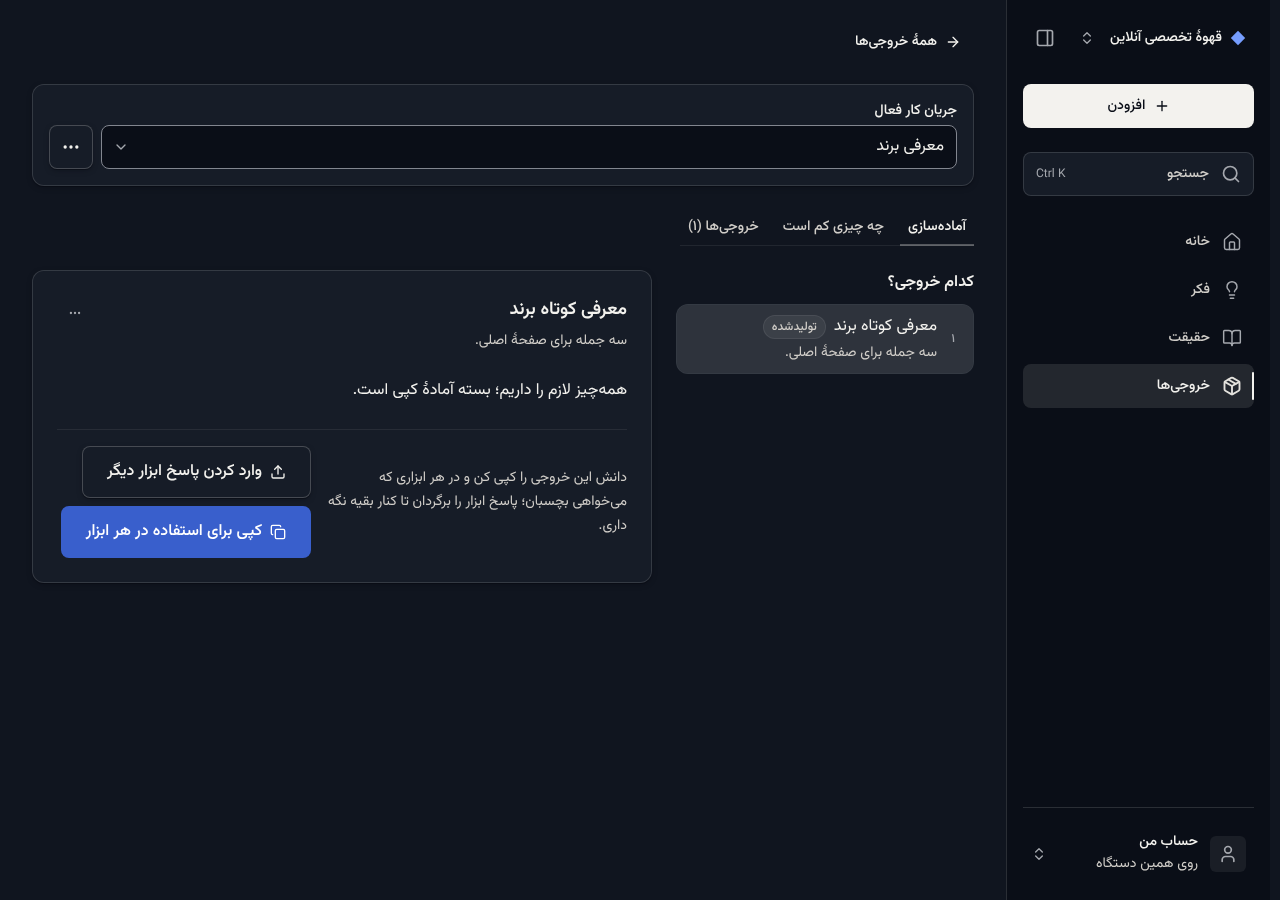 قهوهٔ تخصصی آنلاین
افزودن
جستجو Ctrl K
خانه
فکر
حقیقت
خروجی‌ها
حساب من
روی همین دستگاه
همهٔ خروجی‌ها
جریان کار فعال
معرفی برند
آماده‌سازی چه چیزی کم است خروجی‌ها (۱)
کدام خروجی؟
۱ معرفی کوتاه برند تولیدشده
سه جمله برای صفحهٔ اصلی.
معرفی کوتاه برند
سه جمله برای صفحهٔ اصلی.
همه‌چیز لازم را داریم؛ بسته آمادهٔ کپی است.
دانش این خروجی را کپی کن و در هر ابزاری که
می‌خواهی بچسبان؛ پاسخ ابزار را برگردان تا کنار بقیه نگه
داری.
وارد کردن پاسخ ابزار دیگر
کپی برای استفاده در هر ابزار